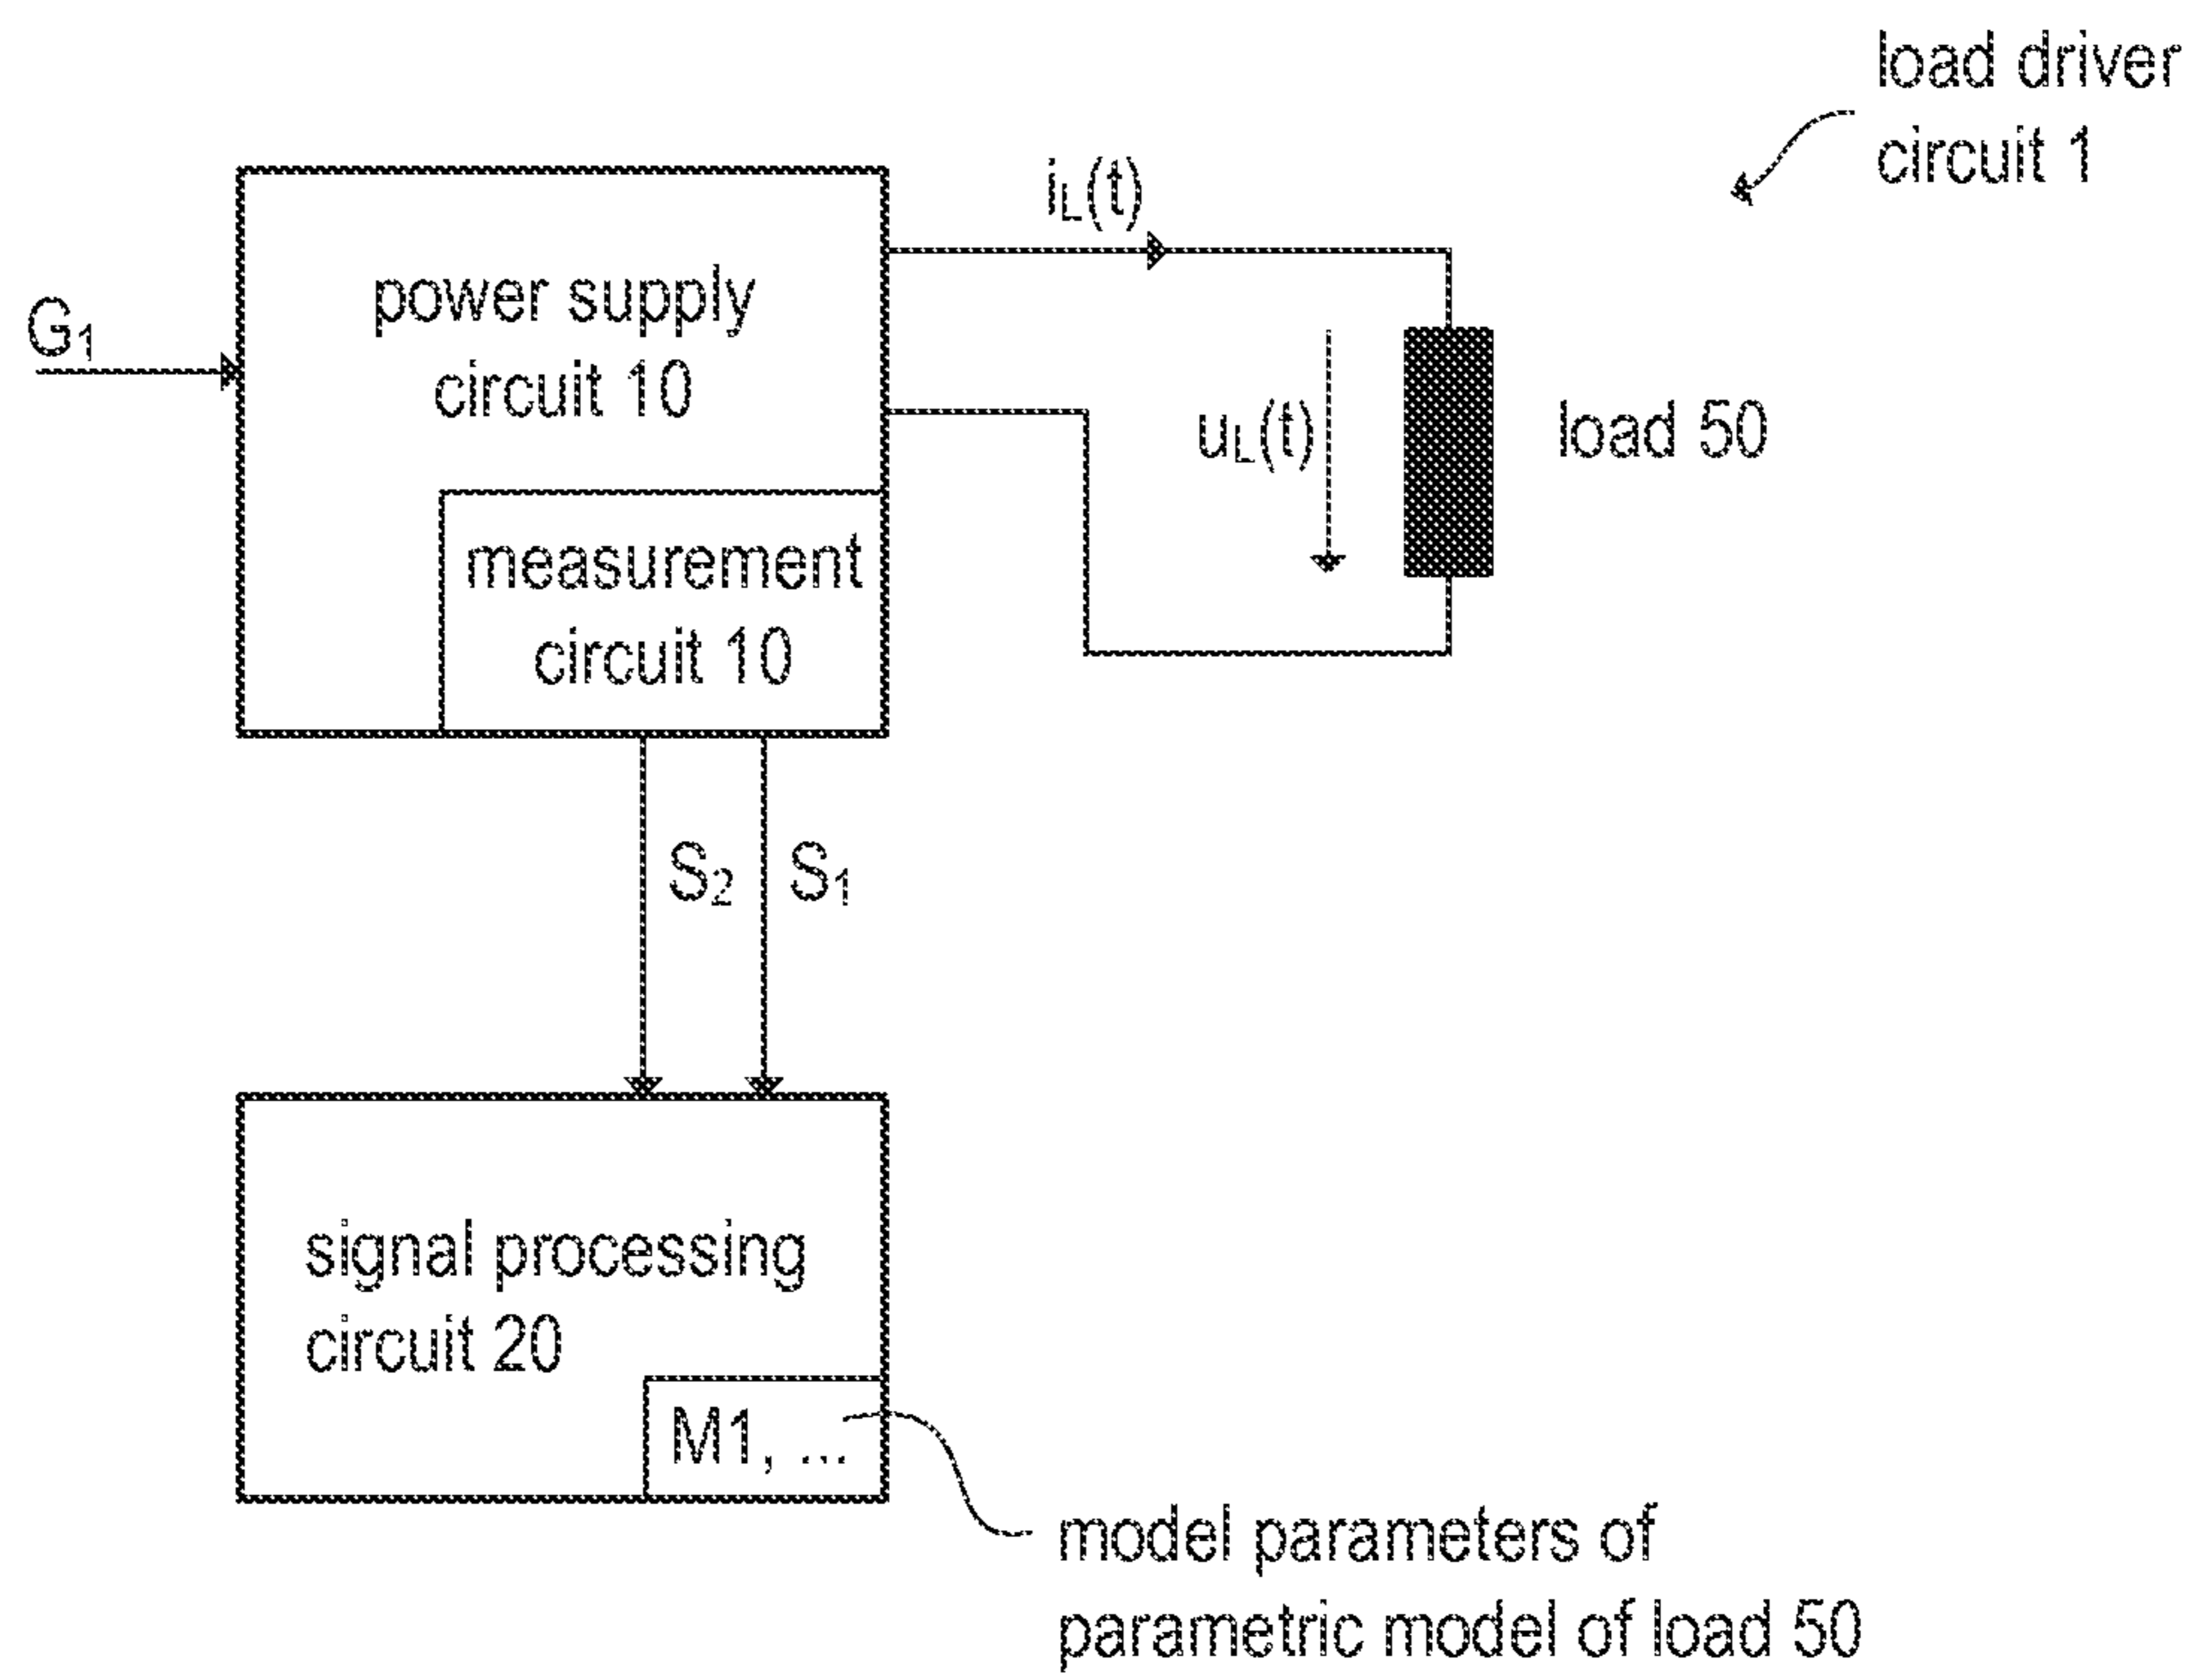 load driver
circuit 1
iL(t)
G1
power supply
circuit 10
uL(t)
load 50
measurement
circuit 10
S2
S1
signal processing
circuit 20
M1, ...
model parameters of
parametric model of load 50